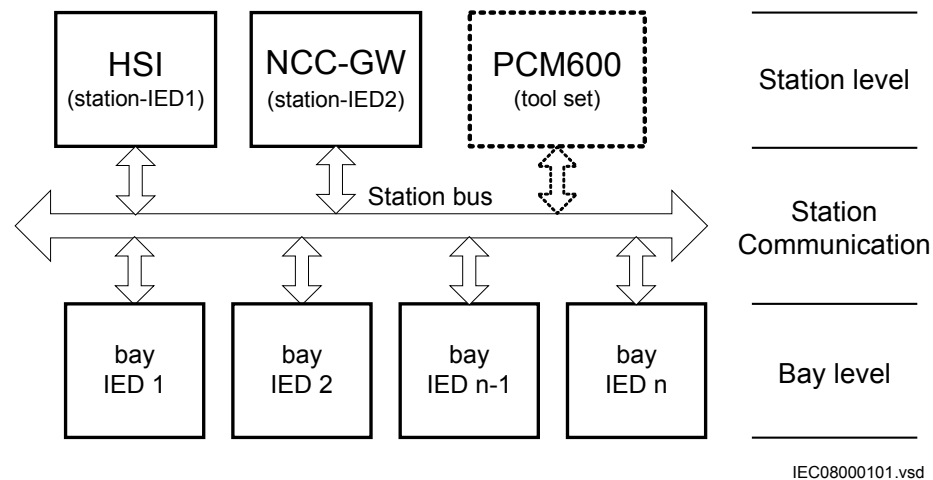 HSI
(station-IED1)
NCC-GW
(station-IED2)
PCM600
(tool set)
Station level
Station bus
Station
Communication
bay
IED 1
bay
IED 2
bay
IED n-1
bay
IED n
Bay level
IEC08000101.vsd